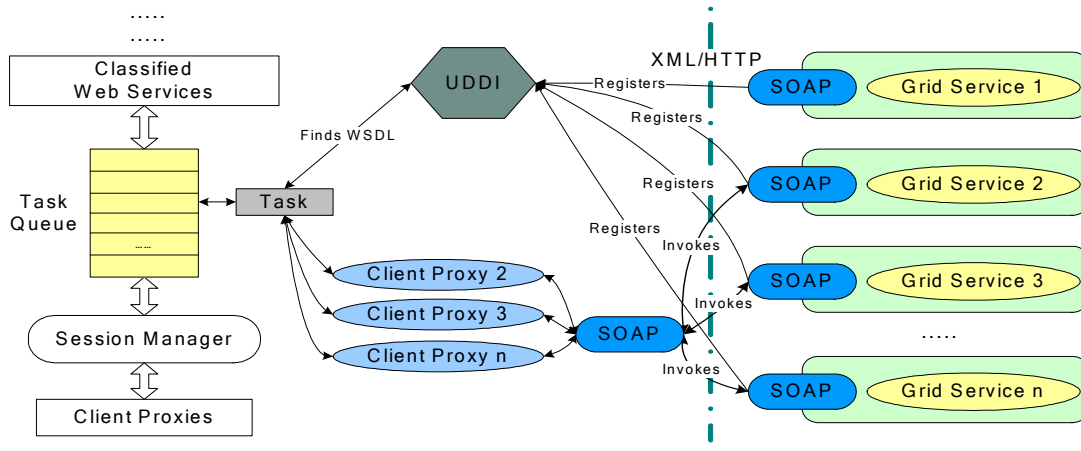 .....
.....
Classified
Web Services
Task
Queue
......
Session Manager
Client Proxies
UDDI
Finds WSDL
Task
Client Proxy 2
Client Proxy 3
Client Proxy n
SOAP
XML/HTTP
Registers
Registers
Registers
Registers
Invokes
Invokes
Invokes
SOAP
Grid Service 1
SOAP
Grid Service 2
SOAP
Grid Service 3
.....
SOAP
Grid Service n